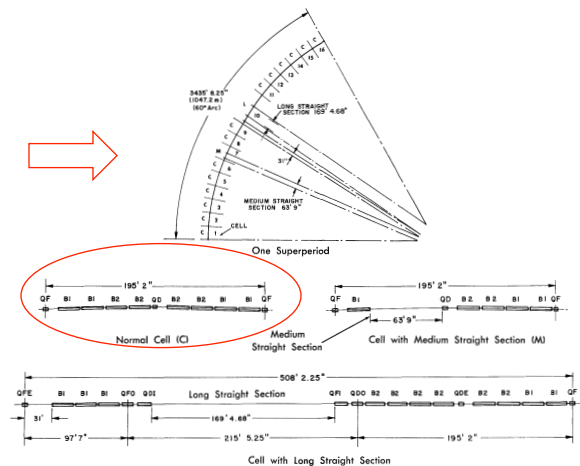 3435' 8.25"
(1047.2 m)
(60° Arc)
C
16
C
15
C
14
C
13
C
12
C
11
L
10
C
9
C
8
M
7
C
6
C
5
C
4
C
3
C
2
C
1
LONG STRAIGHT
SECTION 169' 4.68"
31'
MEDIUM STRAIGHT
SECTION 63' 9"
CELL
One Superperiod
195' 2"
QF B1 B1 B2 B2 QD B2 B2 B1 B1 QF
Normal Cell (C)
195' 2"
QF B1 QD B2 B2 B1 B1 QF
63' 9"
Medium
Straight Section
Cell with Medium Straight Section (M)
508' 2.25"
QFE B1 B1 B1 QFO QDI Long Straight Section QFI QDO B2 B2 B2 B2 QDE B2 B2 B1 B1 QF
31'
169' 4.68"
97'7" 215' 5.25" 195' 2"
Cell with Long Straight Section